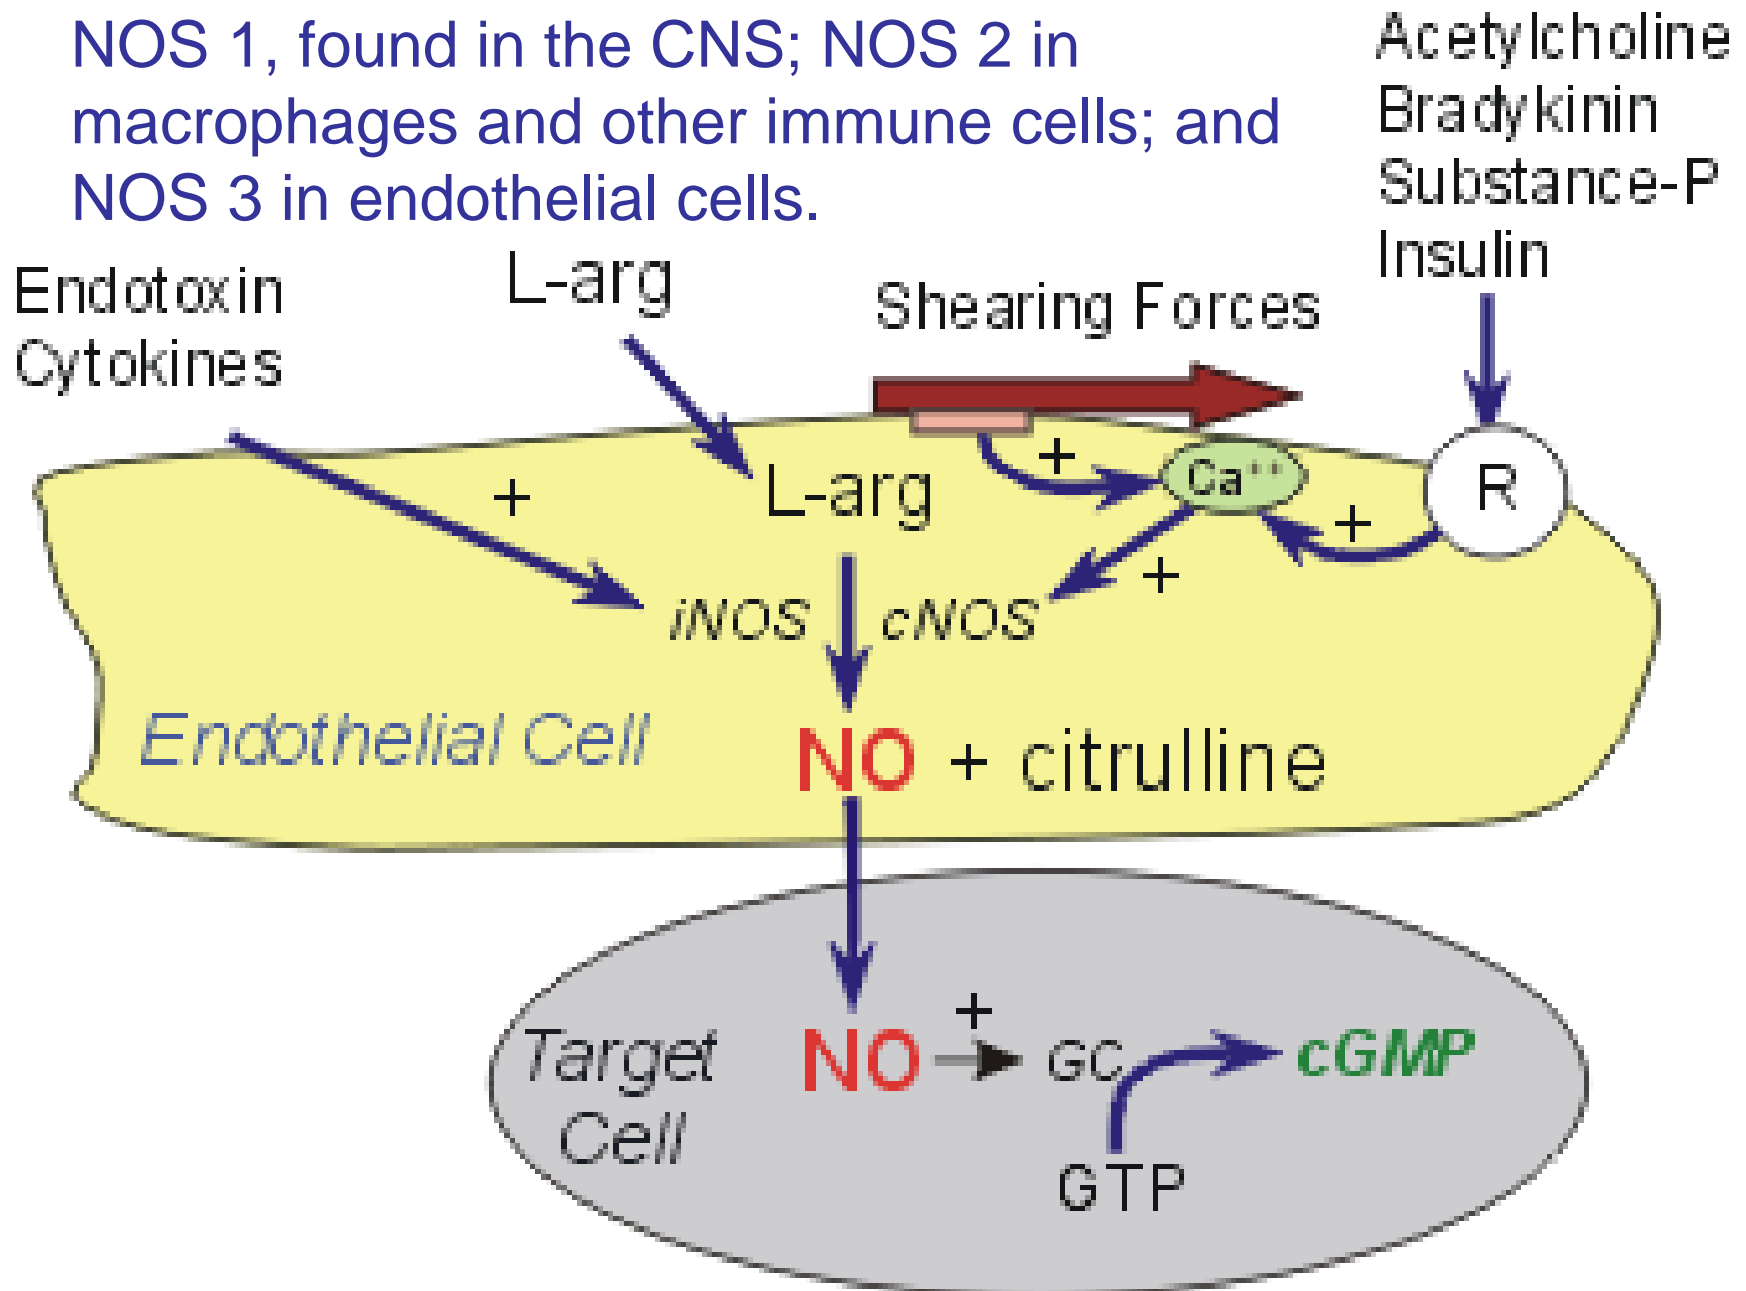 NOS 1, found in the CNS; NOS 2 in
macrophages and other immune cells; and
NOS 3 in endothelial cells.
Acetylcholine
Bradykinin
Substance-P
Insulin
Endotoxin
Cytokines
L-arg
Shearing Forces
+
L-arg
+
Ca++
R
+
+
iNOS
cNOS
Endothelial Cell
NO + citrulline
Target
Cell
NO
+
GC
cGMP
GTP